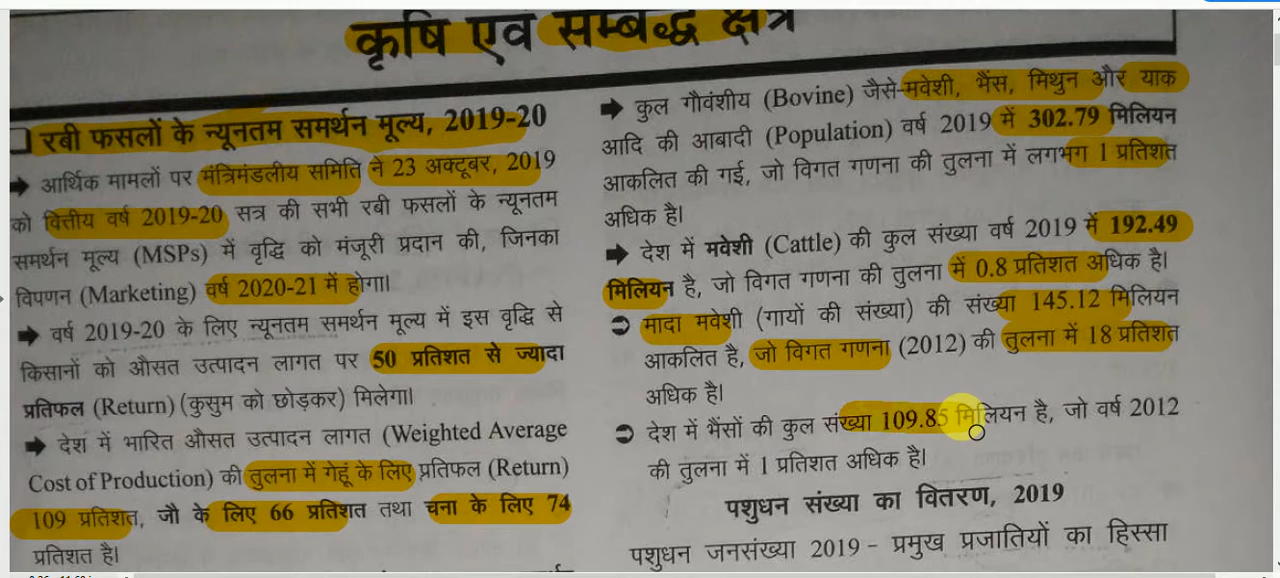 कृषि एवं सम्बद्ध क्षेत्र
रबी फसलों के न्यूनतम समर्थन मूल्य, 2019-20
आर्थिक मामलों पर मंत्रिमंडलीय समिति ने 23 अक्टूबर, 2019
को वित्तीय वर्ष 2019-20 सत्र की सभी रबी फसलों के न्यूनतम
समर्थन मूल्य (MSPs) में वृद्धि को मंजूरी प्रदान की, जिनका
विपणन (Marketing) वर्ष 2020-21 में होगा।
वर्ष 2019-20 के लिए न्यूनतम समर्थन मूल्य में इस वृद्धि से
किसानों को औसत उत्पादन लागत पर 50 प्रतिशत से ज्यादा
प्रतिफल (Return) (कुसुम को छोड़कर) मिलेगा।
देश में भारित औसत उत्पादन लागत (Weighted Average
Cost of Production) की तुलना में गेहूं के लिए प्रतिफल (Return)
109 प्रतिशत, जौ के लिए 66 प्रतिशत तथा चना के लिए 74
प्रतिशत है।
कुल गौवंशीय (Bovine) जैसे-मवेशी, भैंस, मिथुन और याक
आदि की आबादी (Population) वर्ष 2019 में 302.79 मिलियन
आकलित की गई, जो विगत गणना की तुलना में लगभग 1 प्रतिशत
अधिक है।
देश में मवेशी (Cattle) की कुल संख्या वर्ष 2019 में 192.49
मिलियन है, जो विगत गणना की तुलना में 0.8 प्रतिशत अधिक है।
मादा मवेशी (गायों की संख्या) की संख्या 145.12 मिलियन
आकलित है, जो विगत गणना (2012) की तुलना में 18 प्रतिशत
अधिक है।
देश में भैंसों की कुल संख्या 109.85 मिलियन है, जो वर्ष 2012
की तुलना में 1 प्रतिशत अधिक है।
पशुधन संख्या का वितरण, 2019
पशुधन जनसंख्या 2019 - प्रमुख प्रजातियों का हिस्सा